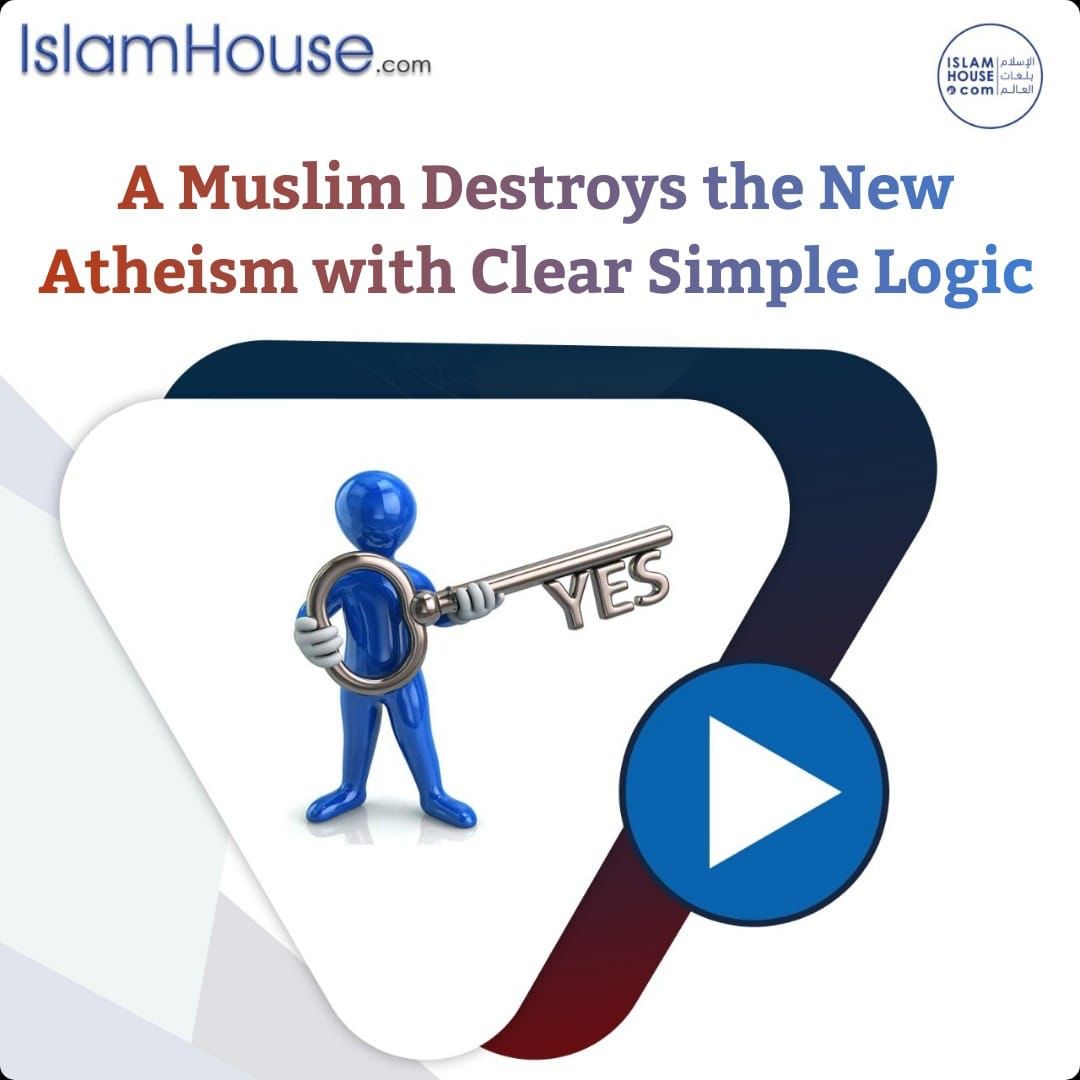 IslamHouse.com
ISLAM
HOUSE
com
الإسلام
بلغات
العالم
A Muslim Destroys the New
Atheism with Clear Simple Logic
YES